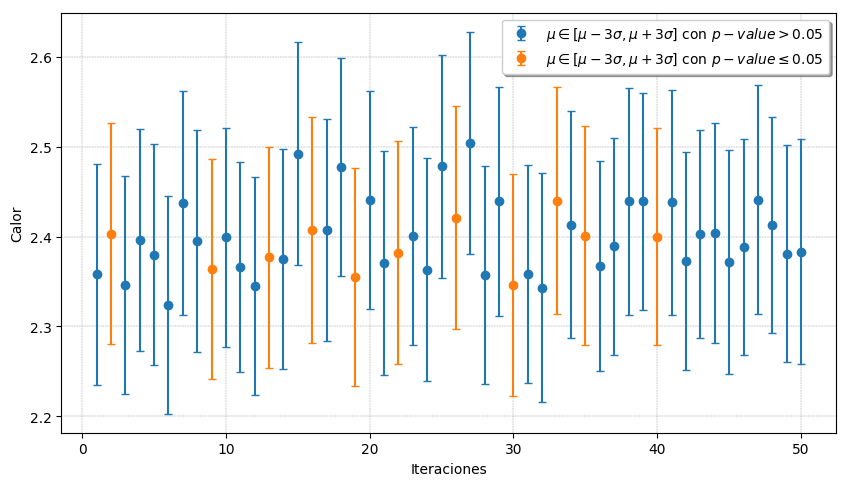 μ ∈ [μ − 3σ, μ + 3σ] con p − value > 0.05
μ ∈ [μ − 3σ, μ + 3σ] con p − value ≤ 0.05
2.6
2.5
2.4
2.3
2.2
Calor
0 10 20 30 40 50
Iteraciones